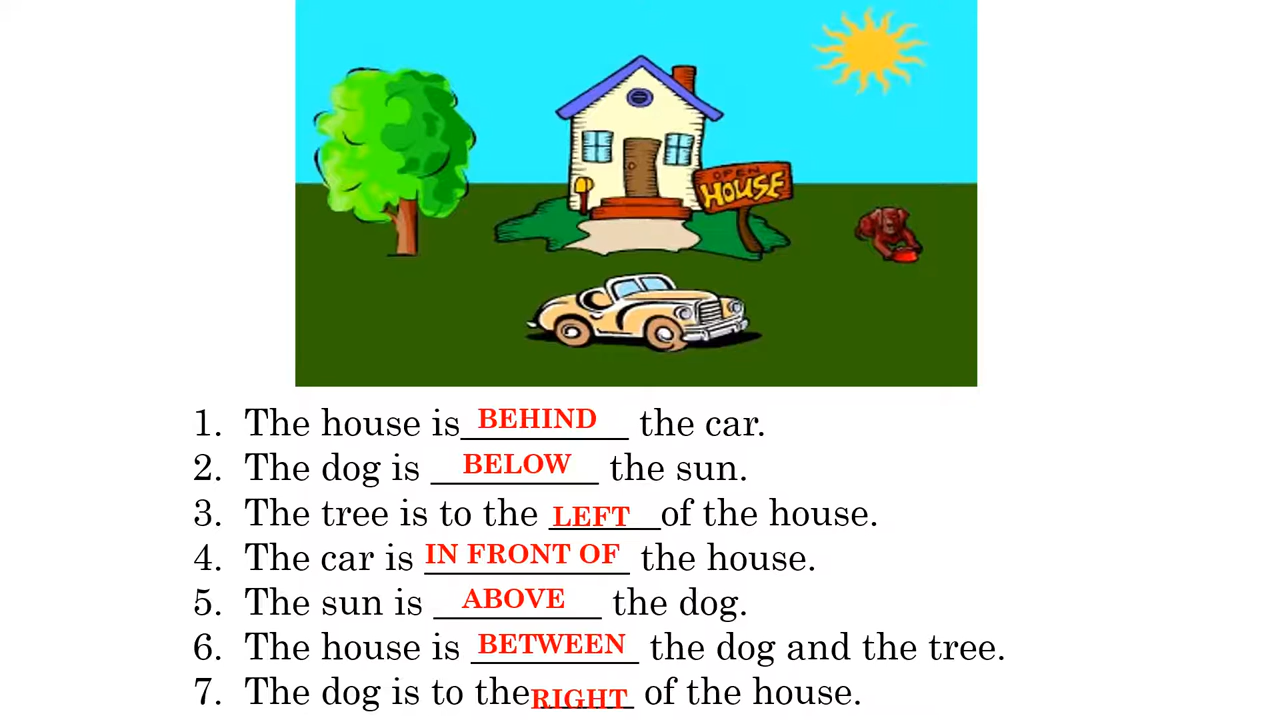 OPEN
HOUSE
1. The house is BEHIND the car.
2. The dog is BELOW the sun.
3. The tree is to the LEFT of the house.
4. The car is IN FRONT OF the house.
5. The sun is ABOVE the dog.
6. The house is BETWEEN the dog and the tree.
7. The dog is to the RIGHT of the house.